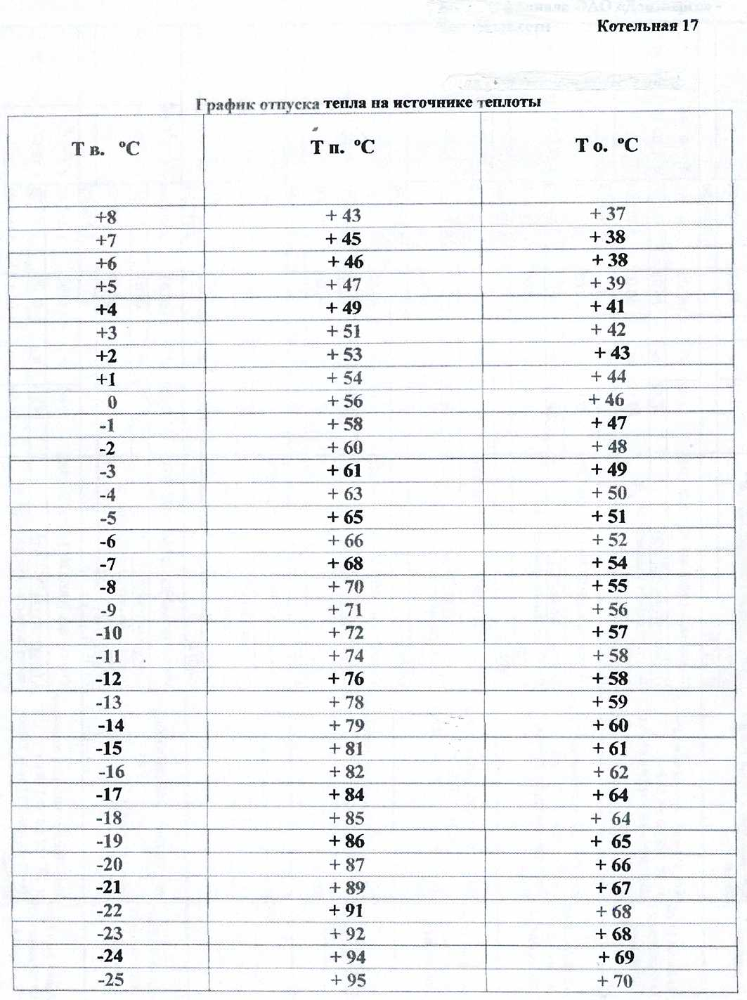 Котельная 17
График отпуска тепла на источнике теплоты
Т в. ºС Т п. ºС Т о. ºС
+8 + 43 + 37
+7 + 45 + 38
+6 + 46 + 38
+5 + 47 + 39
+4 + 49 + 41
+3 + 51 + 42
+2 + 53 + 43
+1 + 54 + 44
0 + 56 + 46
-1 + 58 + 47
-2 + 60 + 48
-3 + 61 + 49
-4 + 63 + 50
-5 + 65 + 51
-6 + 66 + 52
-7 + 68 + 54
-8 + 70 + 55
-9 + 71 + 56
-10 + 72 + 57
-11 + 74 + 58
-12 + 76 + 58
-13 + 78 + 59
-14 + 79 + 60
-15 + 81 + 61
-16 + 82 + 62
-17 + 84 + 64
-18 + 85 + 64
-19 + 86 + 65
-20 + 87 + 66
-21 + 89 + 67
-22 + 91 + 68
-23 + 92 + 68
-24 + 94 + 69
-25 + 95 + 70